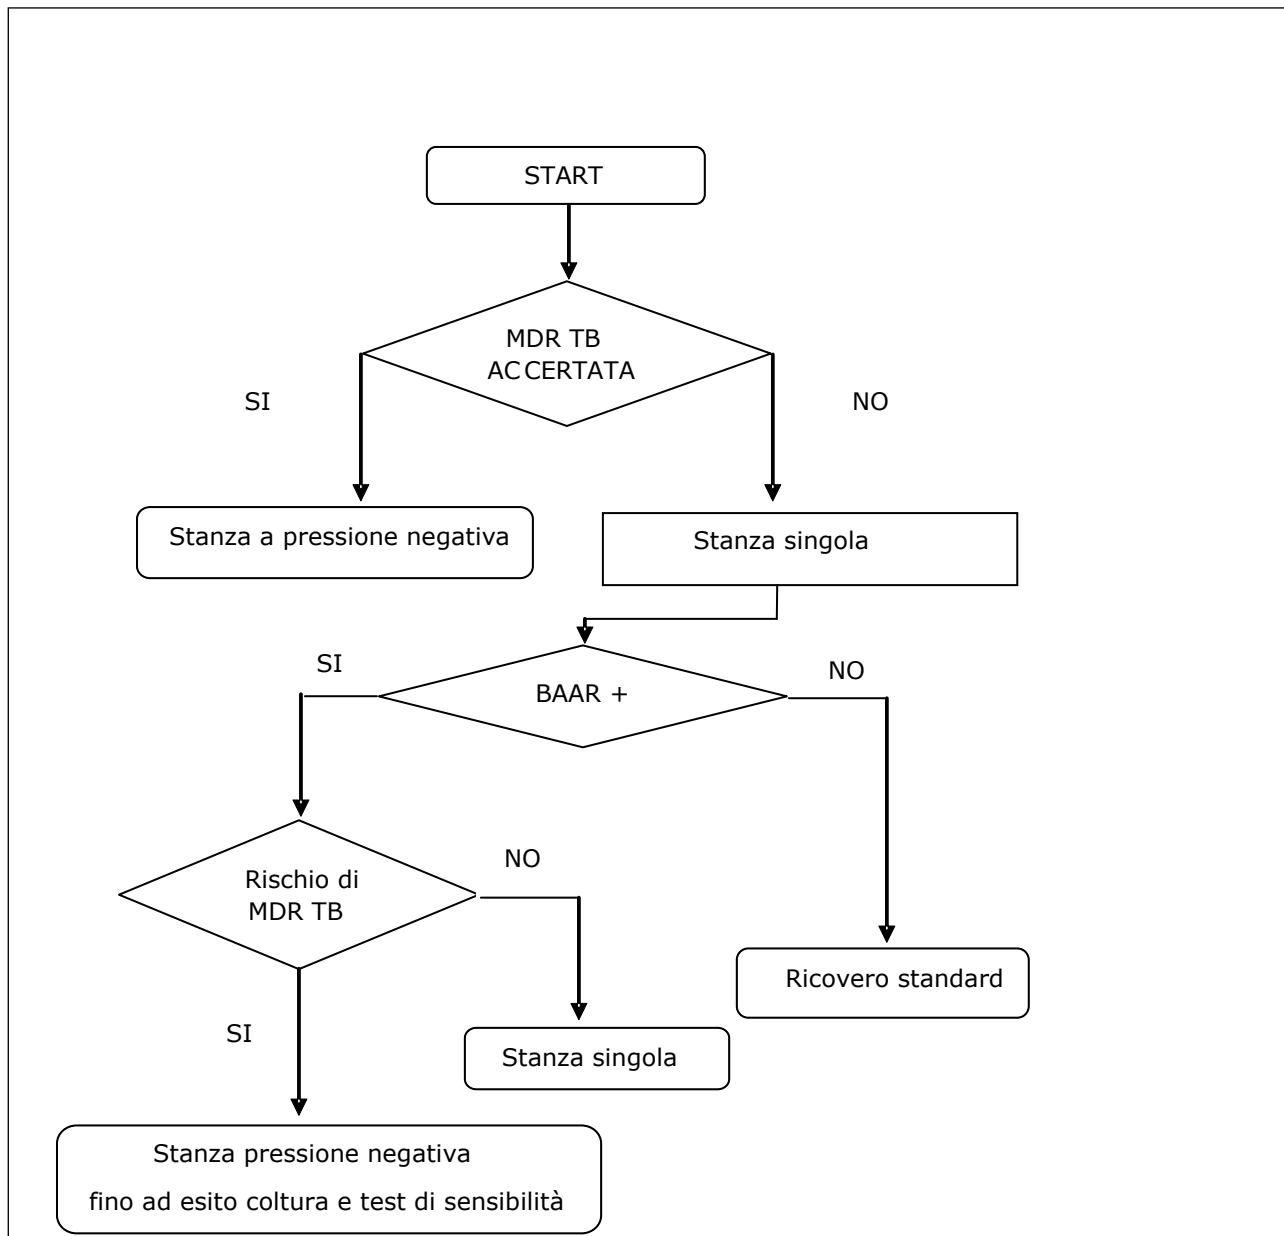 START
MDR TB
ACCERTATA
SI
NO
Stanza a pressione negativa
Stanza singola
SI
BAAR +
NO
Rischio di
MDR TB
NO
Ricovero standard
SI
Stanza singola
Stanza pressione negativa
fino ad esito coltura e test di sensibilità